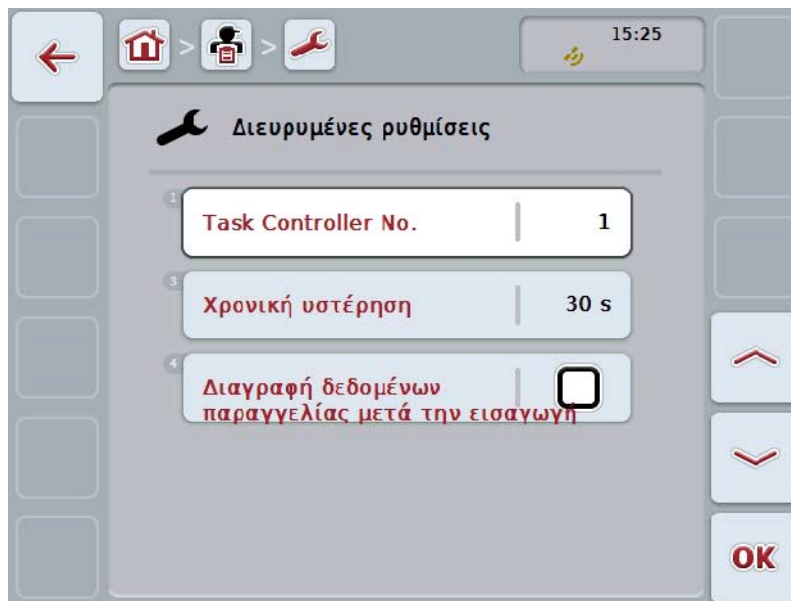 15:25
Διευρυμένες ρυθμίσεις
1
Task Controller No. 1
3
Χρονική υστέρηση 30 s
4
Διαγραφή δεδομένων
παραγγελίας μετά την εισαγωγή
OK